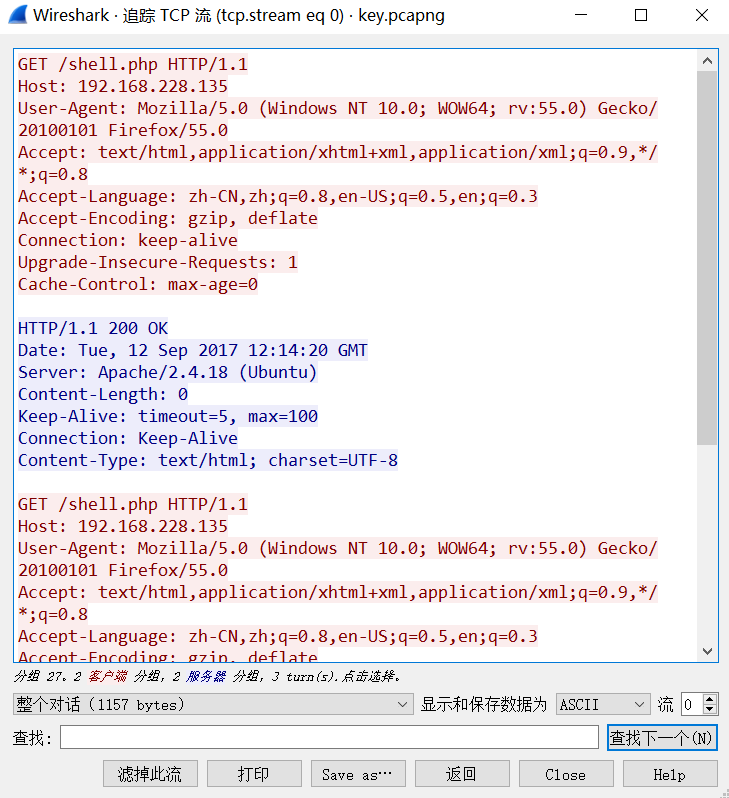 Wireshark · 追踪 TCP 流 (tcp.stream eq 0) · key.pcapng
GET /shell.php HTTP/1.1
Host: 192.168.228.135
User-Agent: Mozilla/5.0 (Windows NT 10.0; WOW64; rv:55.0) Gecko/
20100101 Firefox/55.0
Accept: text/html,application/xhtml+xml,application/xml;q=0.9,*/
*;q=0.8
Accept-Language: zh-CN,zh;q=0.8,en-US;q=0.5,en;q=0.3
Accept-Encoding: gzip, deflate
Connection: keep-alive
Upgrade-Insecure-Requests: 1
Cache-Control: max-age=0
HTTP/1.1 200 OK
Date: Tue, 12 Sep 2017 12:14:20 GMT
Server: Apache/2.4.18 (Ubuntu)
Content-Length: 0
Keep-Alive: timeout=5, max=100
Connection: Keep-Alive
Content-Type: text/html; charset=UTF-8
GET /shell.php HTTP/1.1
Host: 192.168.228.135
User-Agent: Mozilla/5.0 (Windows NT 10.0; WOW64; rv:55.0) Gecko/
20100101 Firefox/55.0
Accept: text/html,application/xhtml+xml,application/xml;q=0.9,*/
*;q=0.8
Accept-Language: zh-CN,zh;q=0.8,en-US;q=0.5,en;q=0.3
Accept-Encoding: gzip, deflate
分组 27。2 客户端 分组，2 服务器 分组，3 turn(s).点击选择。
整个对话（1157 bytes） 显示和保存数据为 ASCII 流 0
查找: 查找下一个(N)
滤掉此流 打印 Save as… 返回 Close Help